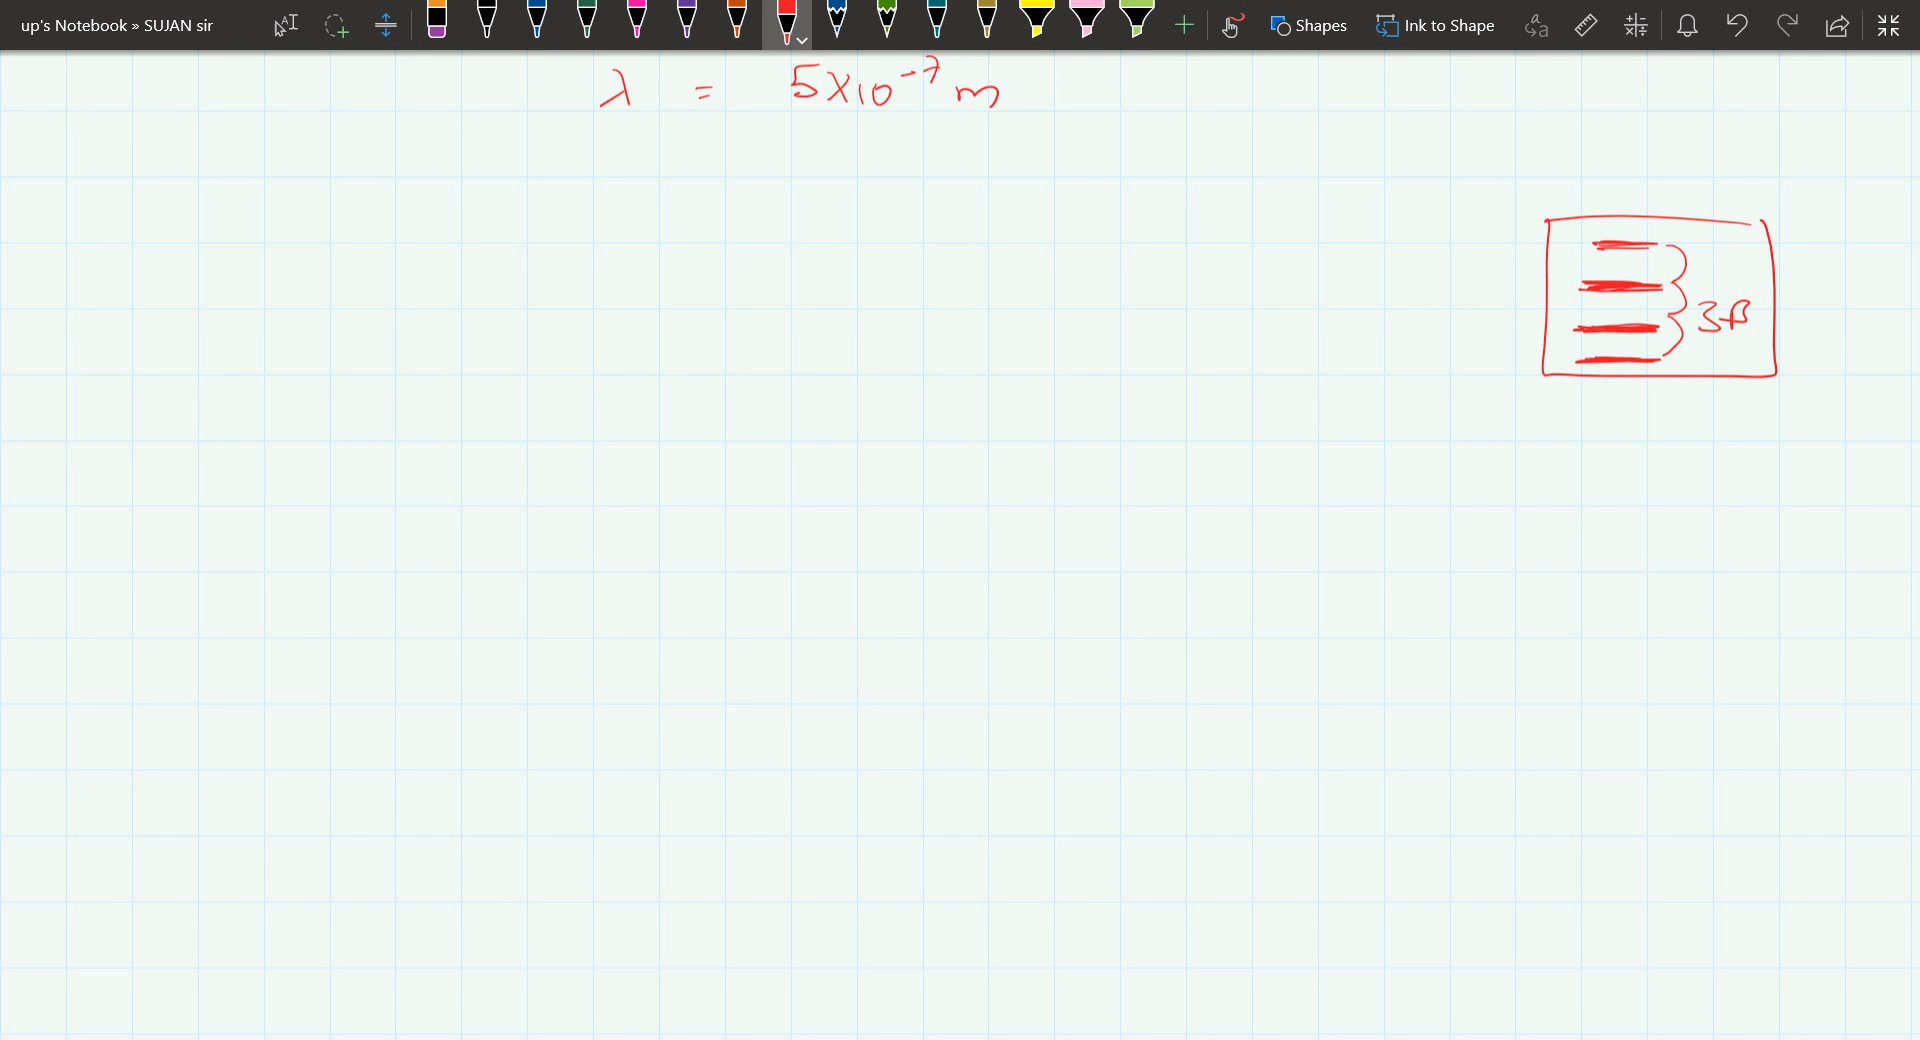 up's Notebook » SUJAN sir
Shapes
Ink to Shape
λ = 5×10⁻⁷ m
3β